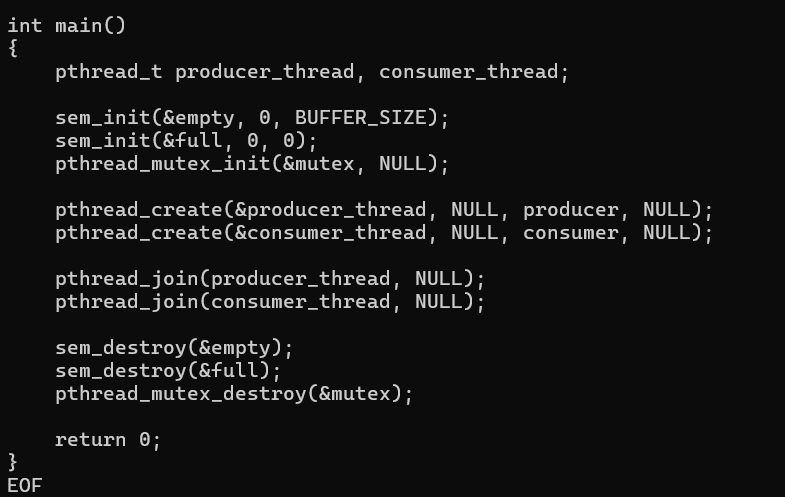 int main()
{
    pthread_t producer_thread, consumer_thread;

    sem_init(&empty, 0, BUFFER_SIZE);
    sem_init(&full, 0, 0);
    pthread_mutex_init(&mutex, NULL);

    pthread_create(&producer_thread, NULL, producer, NULL);
    pthread_create(&consumer_thread, NULL, consumer, NULL);

    pthread_join(producer_thread, NULL);
    pthread_join(consumer_thread, NULL);

    sem_destroy(&empty);
    sem_destroy(&full);
    pthread_mutex_destroy(&mutex);

    return 0;
}
EOF